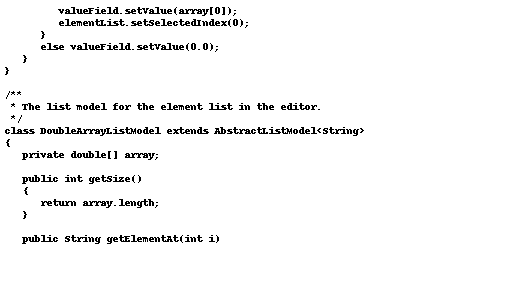 valueField.setValue(array[0]);
         elementList.setSelectedIndex(0);
      }
      else valueField.setValue(0.0);
   }
}

/**
 * The list model for the element list in the editor.
 */
class DoubleArrayListModel extends AbstractListModel<String>
{
   private double[] array;

   public int getSize()
   {
      return array.length;
   }

   public String getElementAt(int i)